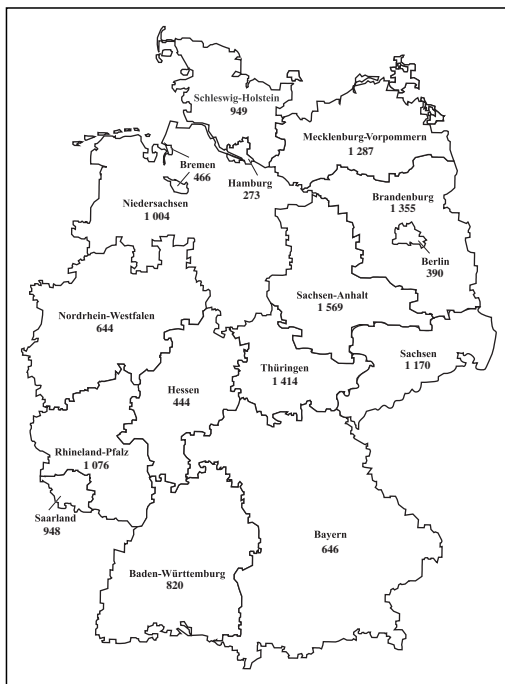 Schleswig-Holstein
949
Mecklenburg-Vorpommern
1 287
Bremen
466
Hamburg
273
Brandenburg
1 355
Niedersachsen
1 004
Berlin
390
Sachsen-Anhalt
1 569
Nordrhein-Westfalen
644
Sachsen
1 170
Thüringen
1 414
Hessen
444
Rhineland-Pfalz
1 076
Saarland
948
Bayern
646
Baden-Württemburg
820